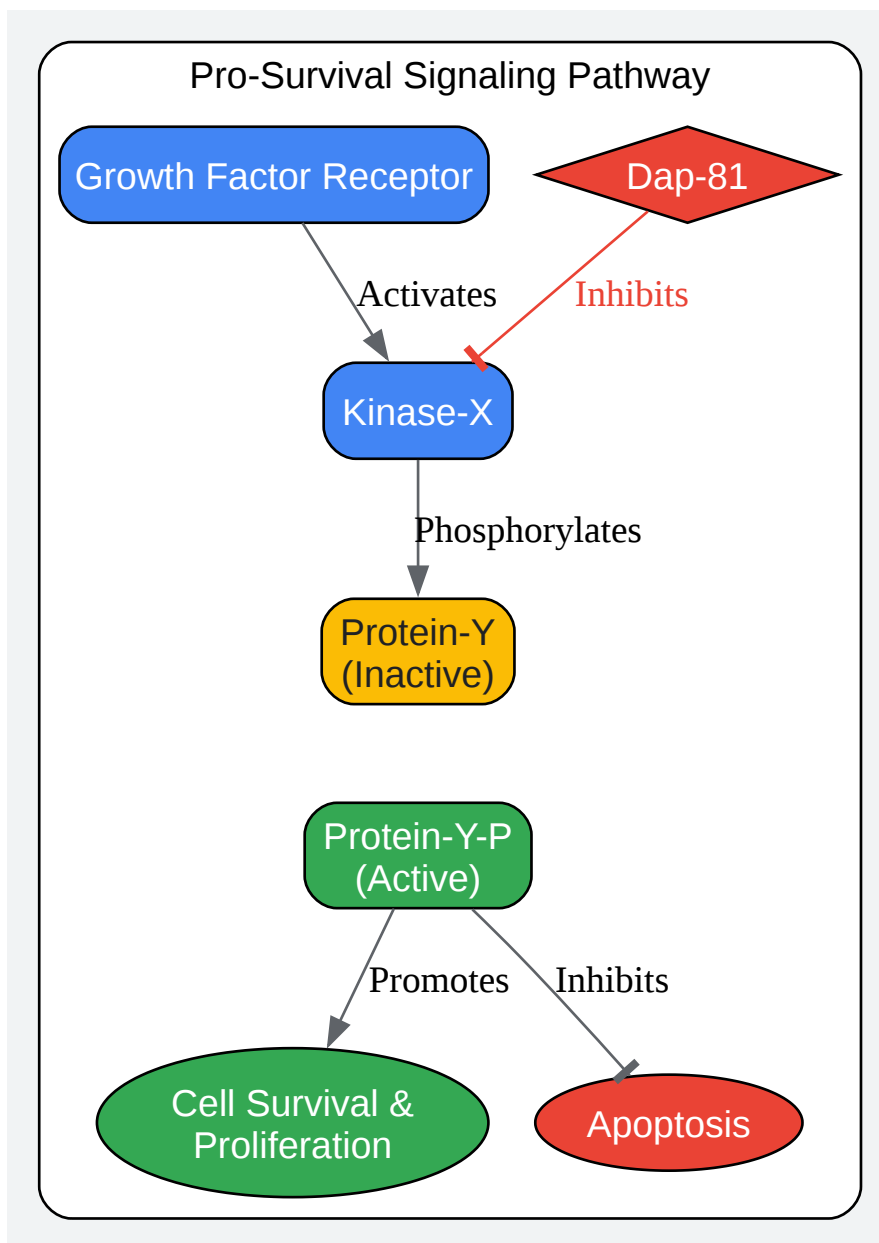 Pro-Survival Signaling Pathway
Growth Factor Receptor
Dap-81
Activates
Inhibits
Kinase-X
Phosphorylates
Protein-Y
(Inactive)
Protein-Y-P
(Active)
Promotes
Inhibits
Cell Survival &
Proliferation
Apoptosis